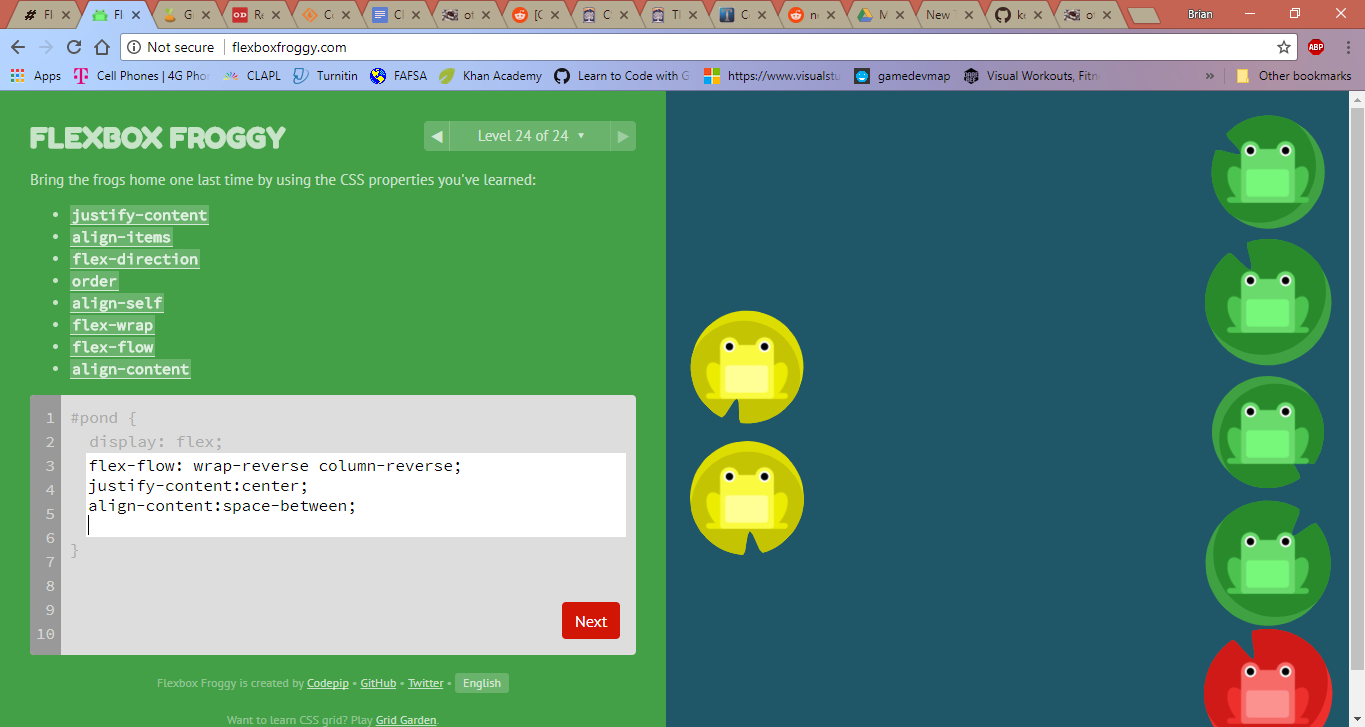 Fl Fl G Re Co Cl of [C C Tl C ne M New T ke of Brian
Not secure flexboxfroggy.com ABP
Apps Cell Phones | 4G Phon CLAPL Turnitin FAFSA Khan Academy Learn to Code with G https://www.visualstu gamedevmap Visual Workouts, Fitn » Other bookmarks
FLEXBOX FROGGY
◀ Level 24 of 24 ▼ ▶
Bring the frogs home one last time by using the CSS properties you've learned:
• justify-content
• align-items
• flex-direction
• order
• align-self
• flex-wrap
• flex-flow
• align-content
1 #pond {
2 display: flex;
3 flex-flow: wrap-reverse column-reverse;
4 justify-content:center;
5 align-content:space-between;
6
7 }
8
9
10
Next
Flexbox Froggy is created by Codepip • GitHub • Twitter • English
Want to learn CSS grid? Play Grid Garden.